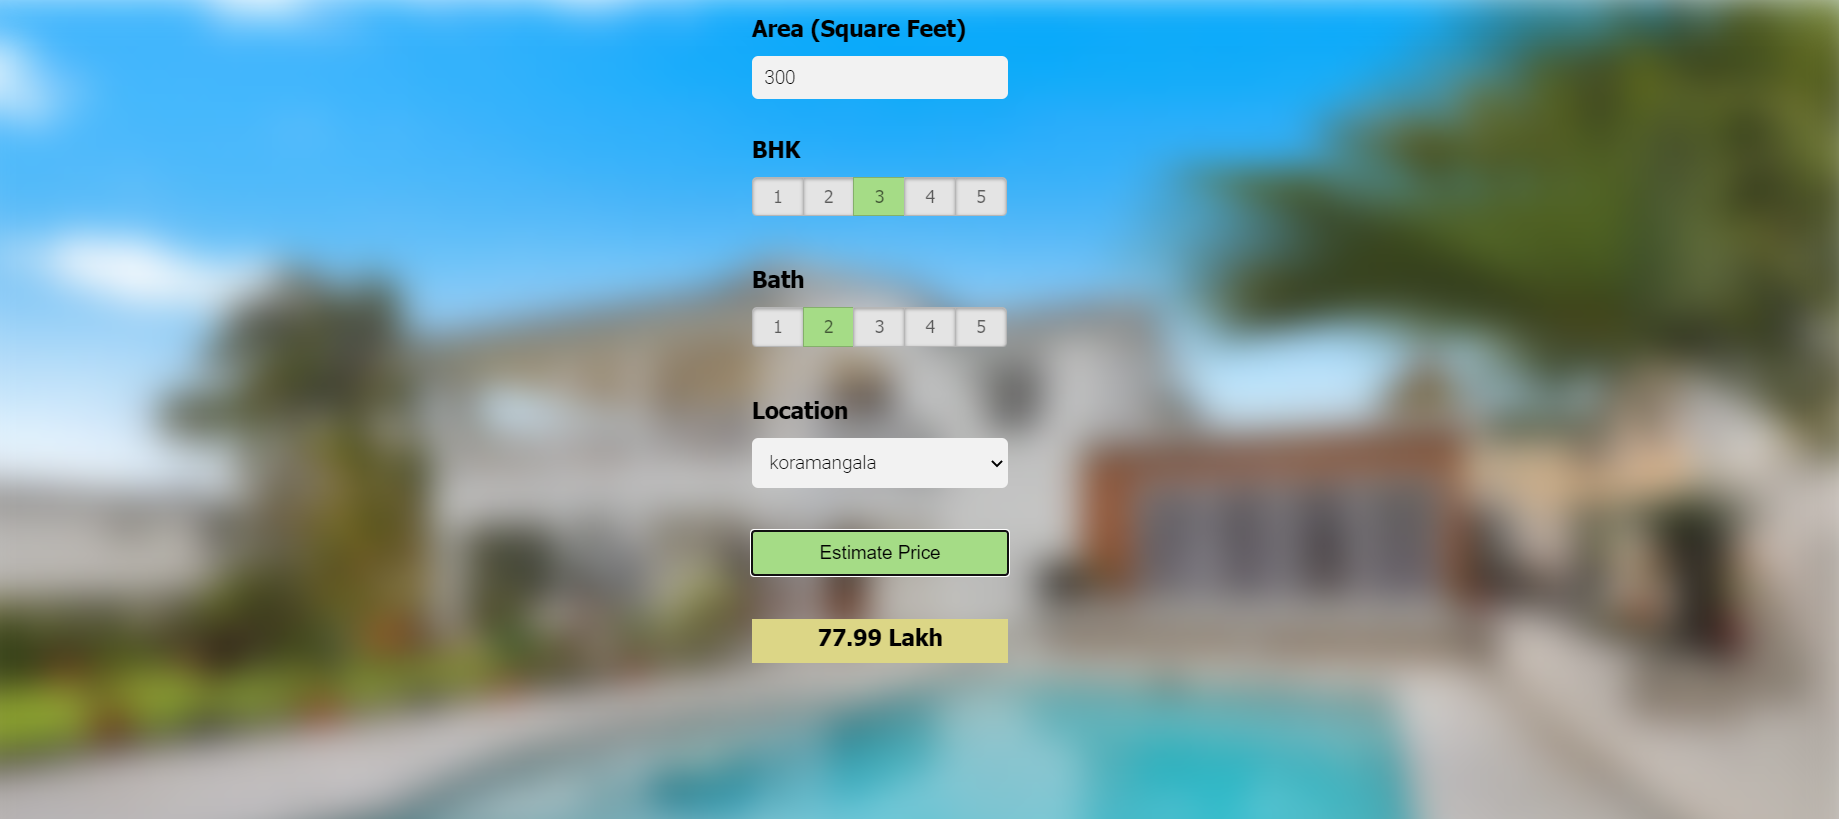 Area (Square Feet)
300
BHK
1 2 3 4 5
Bath
1 2 3 4 5
Location
koramangala
Estimate Price
77.99 Lakh